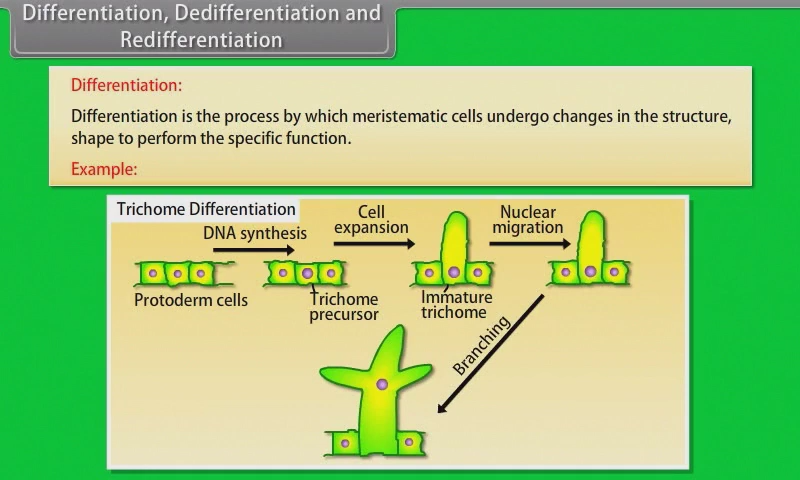 Differentiation, Dedifferentiation and
Redifferentiation
Differentiation:
Differentiation is the process by which meristematic cells undergo changes in the structure,
shape to perform the specific function.
Example:
Trichome Differentiation
DNA synthesis
Cell
expansion
Nuclear
migration
Protoderm cells
Trichome
precursor
Immature
trichome
Branching